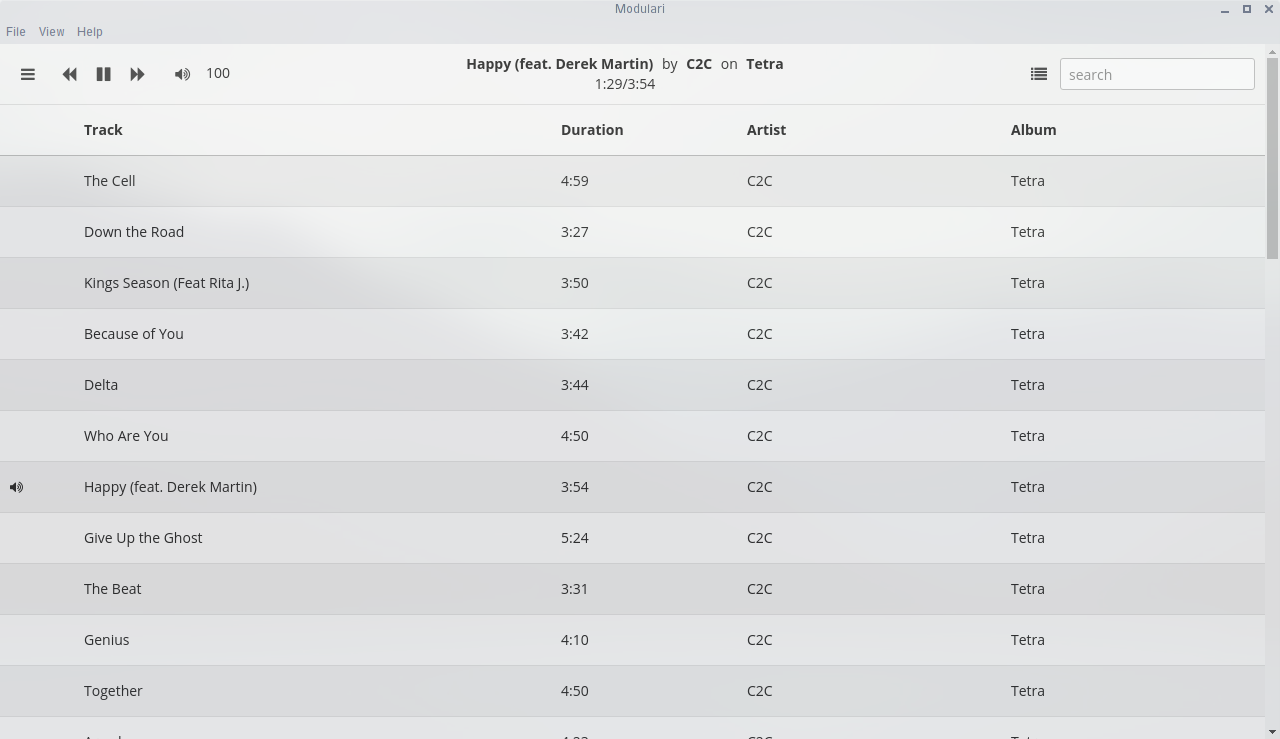 Modulari
File View Help
100
Happy (feat. Derek Martin) by C2C on Tetra
1:29/3:54
search
Track Duration Artist Album
The Cell 4:59 C2C Tetra
Down the Road 3:27 C2C Tetra
Kings Season (Feat Rita J.) 3:50 C2C Tetra
Because of You 3:42 C2C Tetra
Delta 3:44 C2C Tetra
Who Are You 4:50 C2C Tetra
Happy (feat. Derek Martin) 3:54 C2C Tetra
Give Up the Ghost 5:24 C2C Tetra
The Beat 3:31 C2C Tetra
Genius 4:10 C2C Tetra
Together 4:50 C2C Tetra